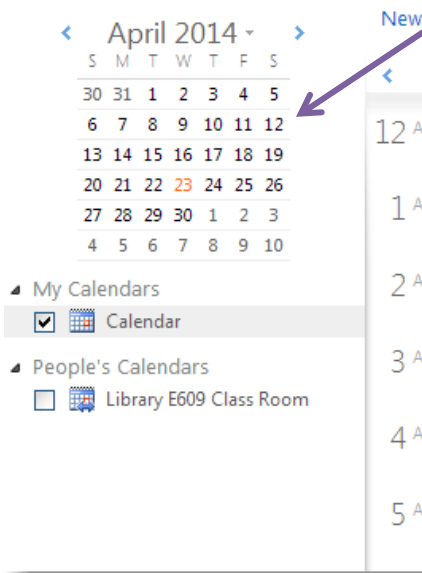 April 2014
S M T W T F S
30 31 1 2 3 4 5
6 7 8 9 10 11 12
13 14 15 16 17 18 19
20 21 22 23 24 25 26
27 28 29 30 1 2 3
4 5 6 7 8 9 10
My Calendars
Calendar
People's Calendars
Library E609 Class Room
New
12 A
1 A
2 A
3 A
4 A
5 A